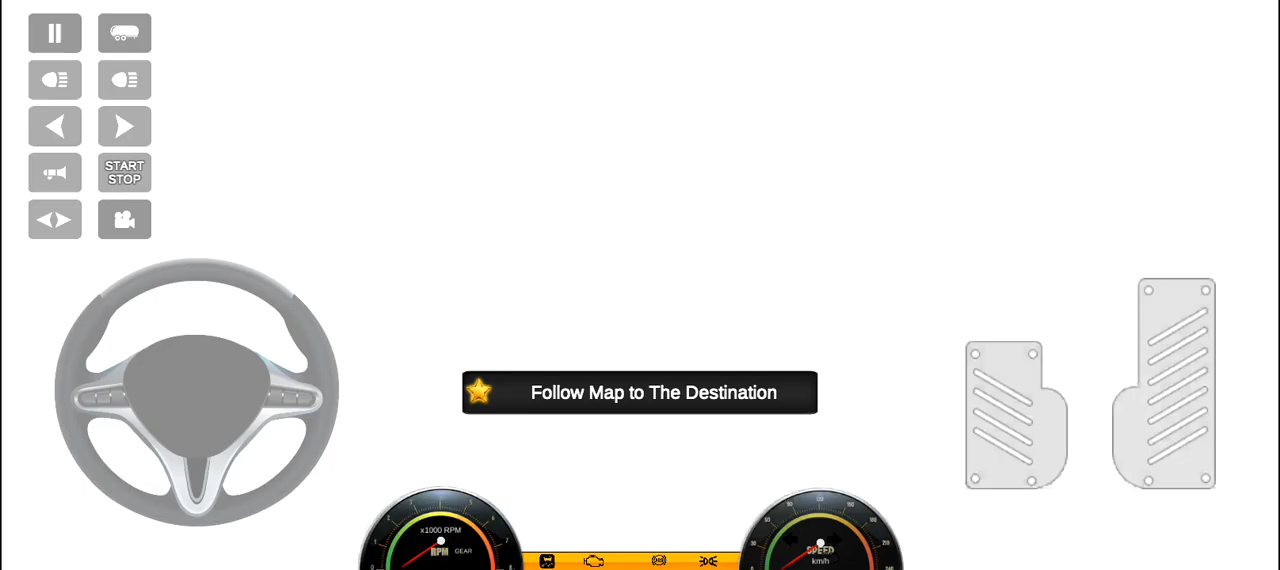 START
STOP
Follow Map to The Destination
x1000 RPM
RPM
GEAR
SPEED
km/h